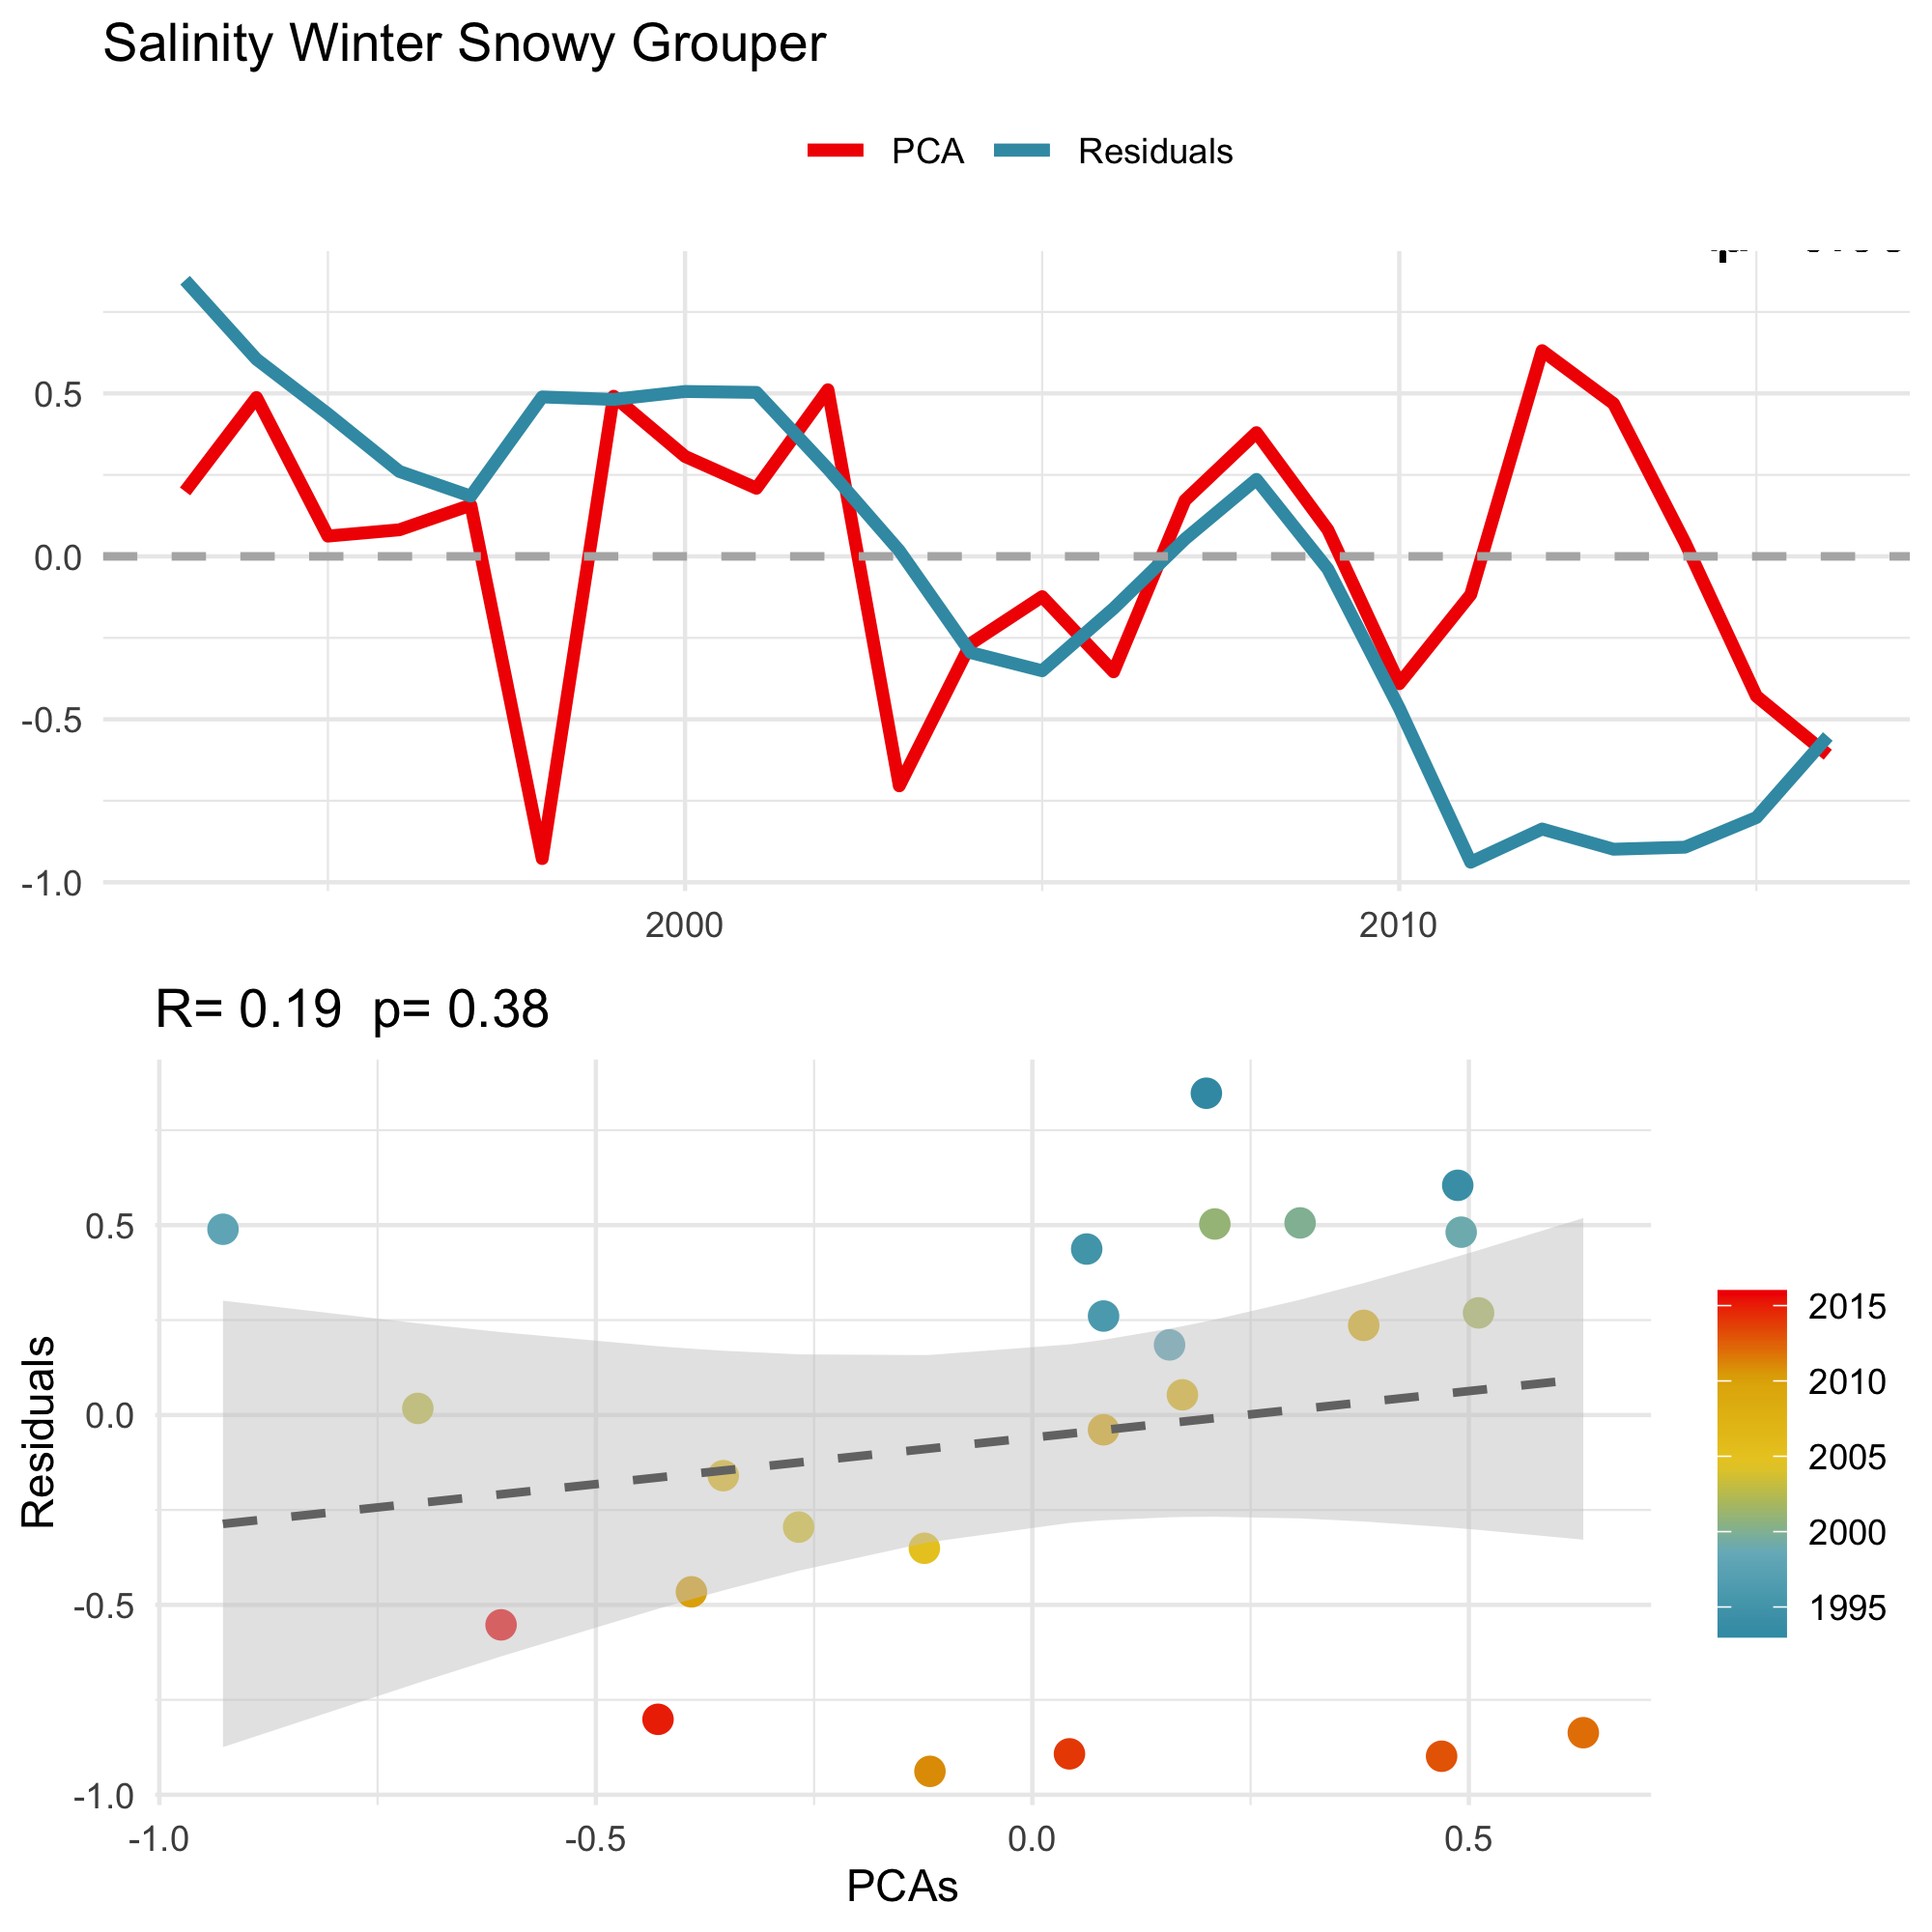 Salinity Winter Snowy Grouper
PCA Residuals
0.5
0.0
-0.5
-1.0
2000 2010
R= 0.19 p= 0.38
Residuals
0.5
0.0
-0.5
-1.0
-1.0 -0.5 0.0 0.5
PCAs
2015
2010
2005
2000
1995